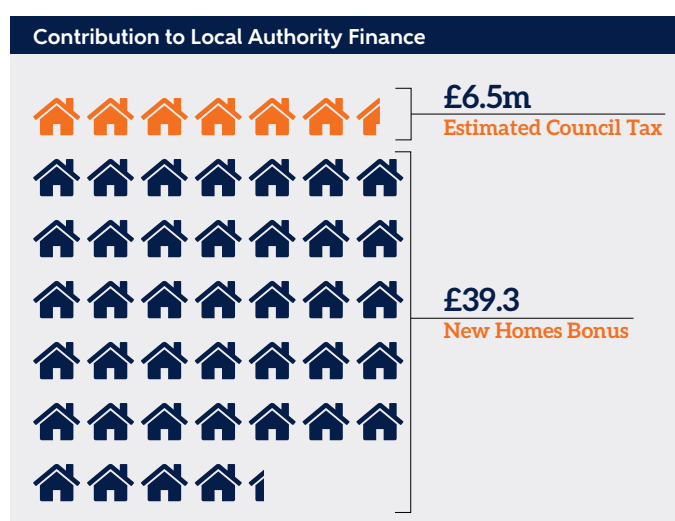 Contribution to Local Authority Finance
£6.5m
Estimated Council Tax
£39.3
New Homes Bonus